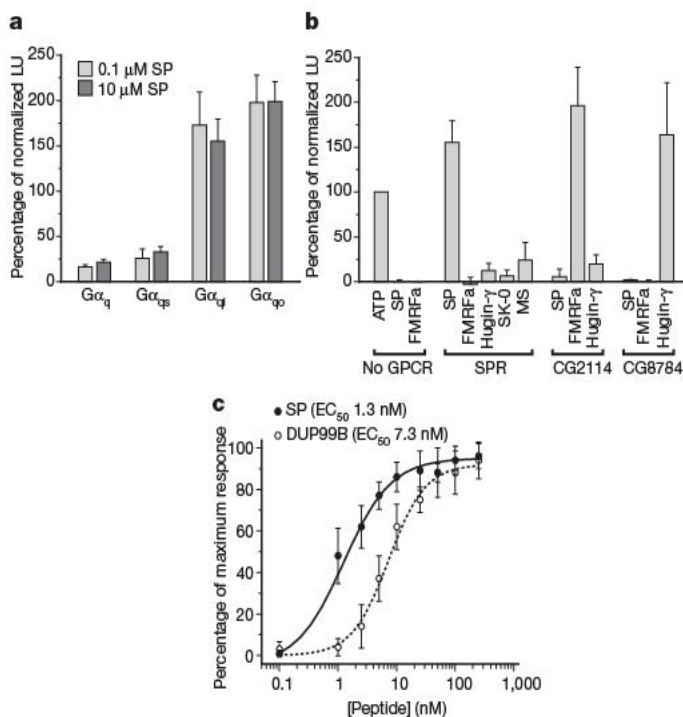 a
Percentage of normalized LU
250
200
150
100
50
0
0.1 μM SP
10 μM SP
Gαq
Gαqs
Gαqi
Gαqo
b
Percentage of normalized LU
250
200
150
100
50
0
ATP
SP
FMRFa
SP
FMRFa
Hugin-γ
SK-0
MS
SP
FMRFa
Hugin-γ
SP
FMRFa
Hugin-γ
No GPCR
SPR
CG2114
CG8784
c
SP (EC50 1.3 nM)
DUP99B (EC50 7.3 nM)
Percentage of maximum response
100
80
60
40
20
0
0.1
1
10
100
1,000
[Peptide] (nM)